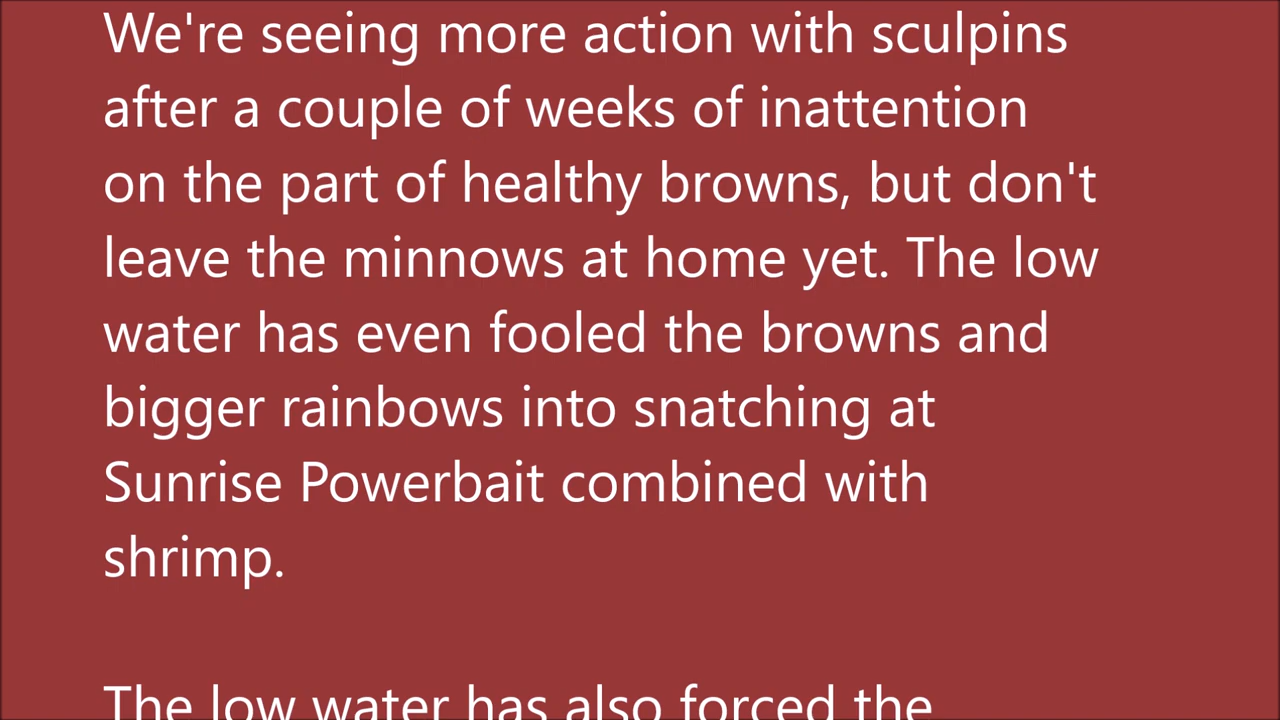 We're seeing more action with sculpins
after a couple of weeks of inattention
on the part of healthy browns, but don't
leave the minnows at home yet. The low
water has even fooled the browns and
bigger rainbows into snatching at
Sunrise Powerbait combined with
shrimp.
The low water has also forced the